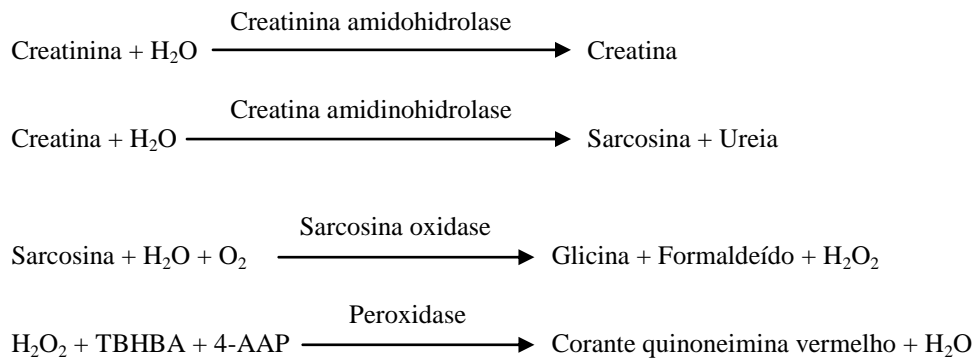 Creatinina amidohidrolase
Creatinina + H₂O Creatina
Creatina amidinohidrolase
Creatina + H₂O Sarcosina + Ureia
Sarcosina oxidase
Sarcosina + H₂O + O₂ Glicina + Formaldeído + H₂O₂
Peroxidase
H₂O₂ + TBHBA + 4-AAP Corante quinoneimina vermelho + H₂O